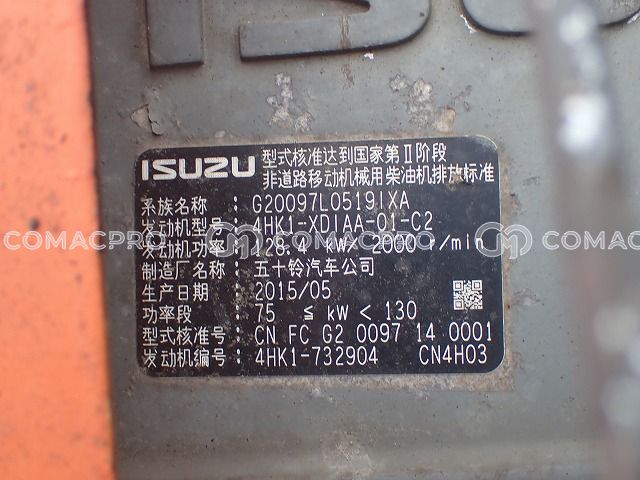 ISUZU
型式核准达到国家第Ⅱ阶段
非道路移动机械用柴油机排放标准
系族名称 : G20097L0519IXA
发动机型号: 4HK1-XDIAA-01-C2
发动机功率: 128.4 kW/ 2000 r/min
制造厂名称: 五十铃汽车公司
生产日期 : 2015/05
功率段 : 75 ≤ kW < 130
型式核准号: CN FC G2 0097 14 0001
发动机编号: 4HK1-732904 CN4H03
COMACPRO
COMACPRO
COMACPRO